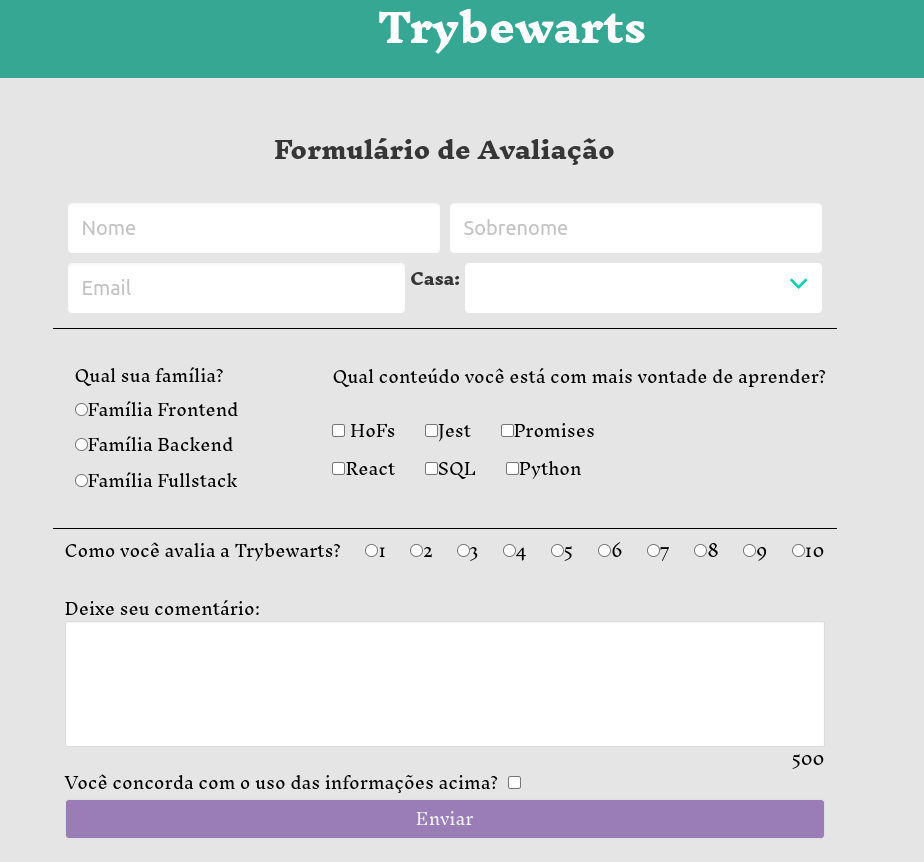 Trybewarts
Formulário de Avaliação
Nome Sobrenome
Email Casa:
Qual sua família? Qual conteúdo você está com mais vontade de aprender?
Família Frontend
HoFs Jest Promises
Família Backend
React SQL Python
Família Fullstack
Como você avalia a Trybewarts? 1 2 3 4 5 6 7 8 9 10
Deixe seu comentário:
500
Você concorda com o uso das informações acima?
Enviar